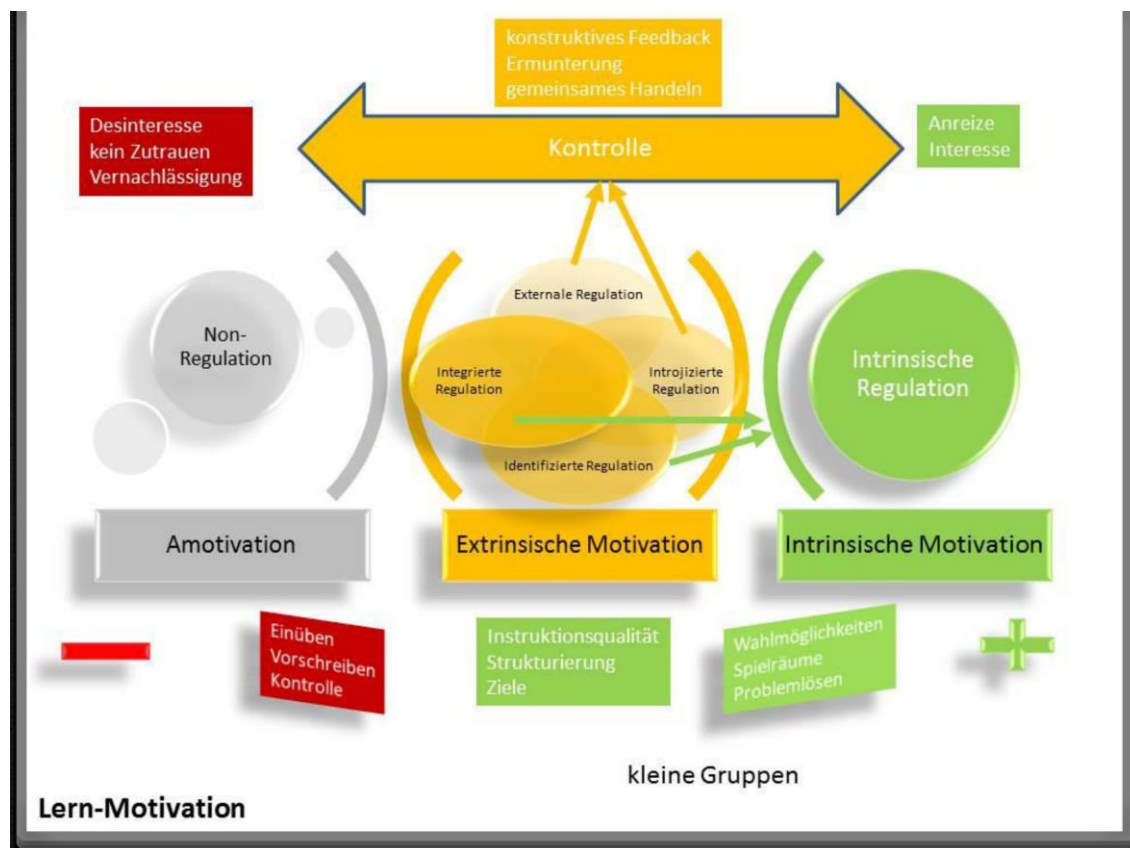 konstruktives Feedback
Ermunterung
gemeinsames Handeln
Desinteresse
kein Zutrauen
Vernachlässigung
Kontrolle
Anreize
Interesse
Non-
Regulation
Externale Regulation
Integrierte
Regulation
Introjizierte
Regulation
Identifizierte Regulation
Intrinsische
Regulation
Amotivation
Extrinsische Motivation
Intrinsische Motivation
Einüben
Vorschreiben
Kontrolle
Instruktionsqualität
Strukturierung
Ziele
Wahlmöglichkeiten
Spielräume
Problemlösen
kleine Gruppen
Lern-Motivation